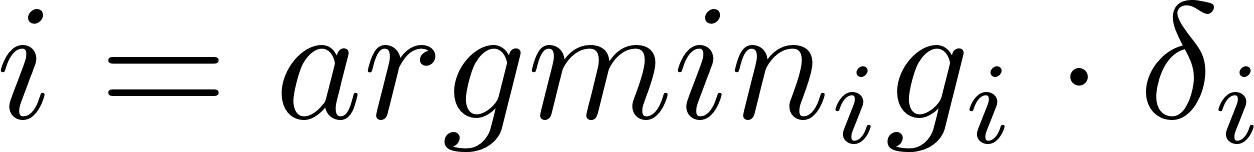 i = argmin_i g_i · δ_i